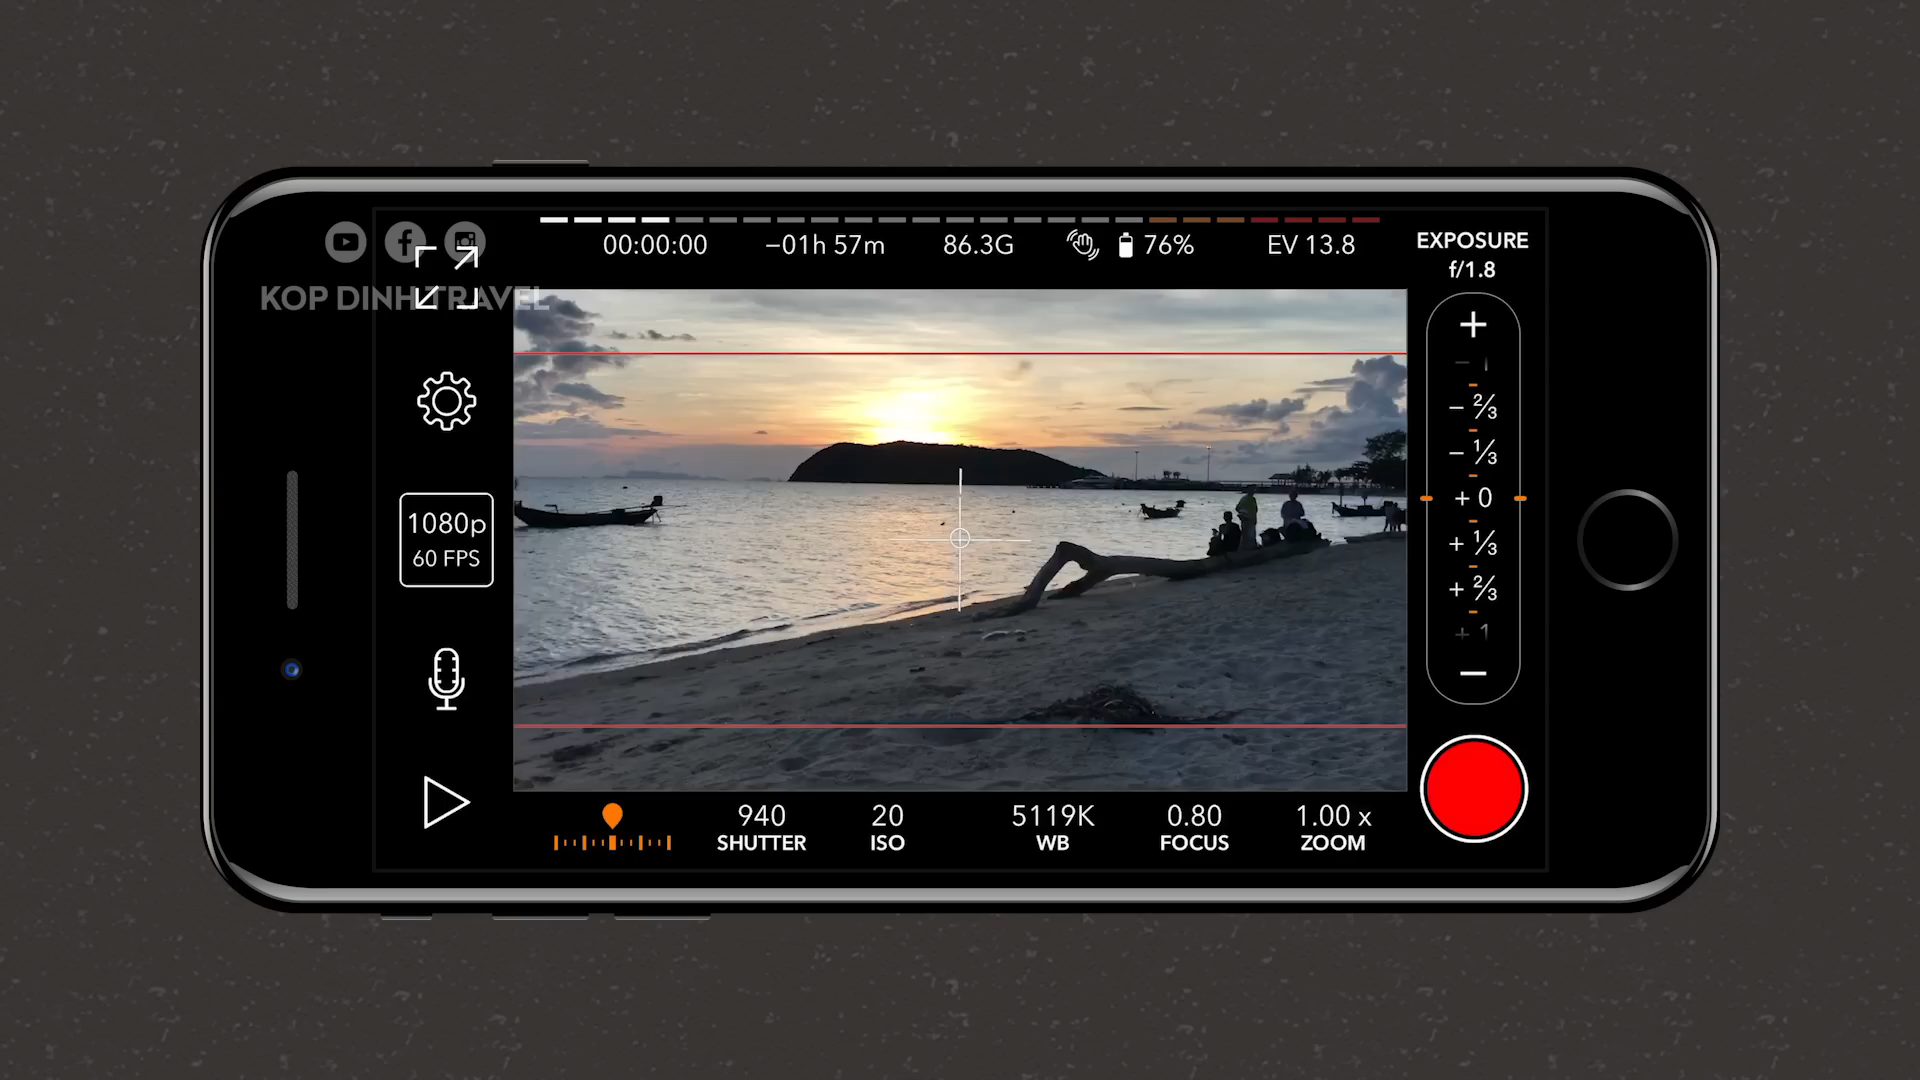 00:00:00 −01h 57m 86.3G 76% EV 13.8
EXPOSURE
f/1.8
KOP DINH TRAVEL
+
− 1
− ⅔
− ⅓
+ 0
+ ⅓
+ ⅔
+ 1
−
1080p
60 FPS
940 20 5119K 0.80 1.00 x
SHUTTER ISO WB FOCUS ZOOM